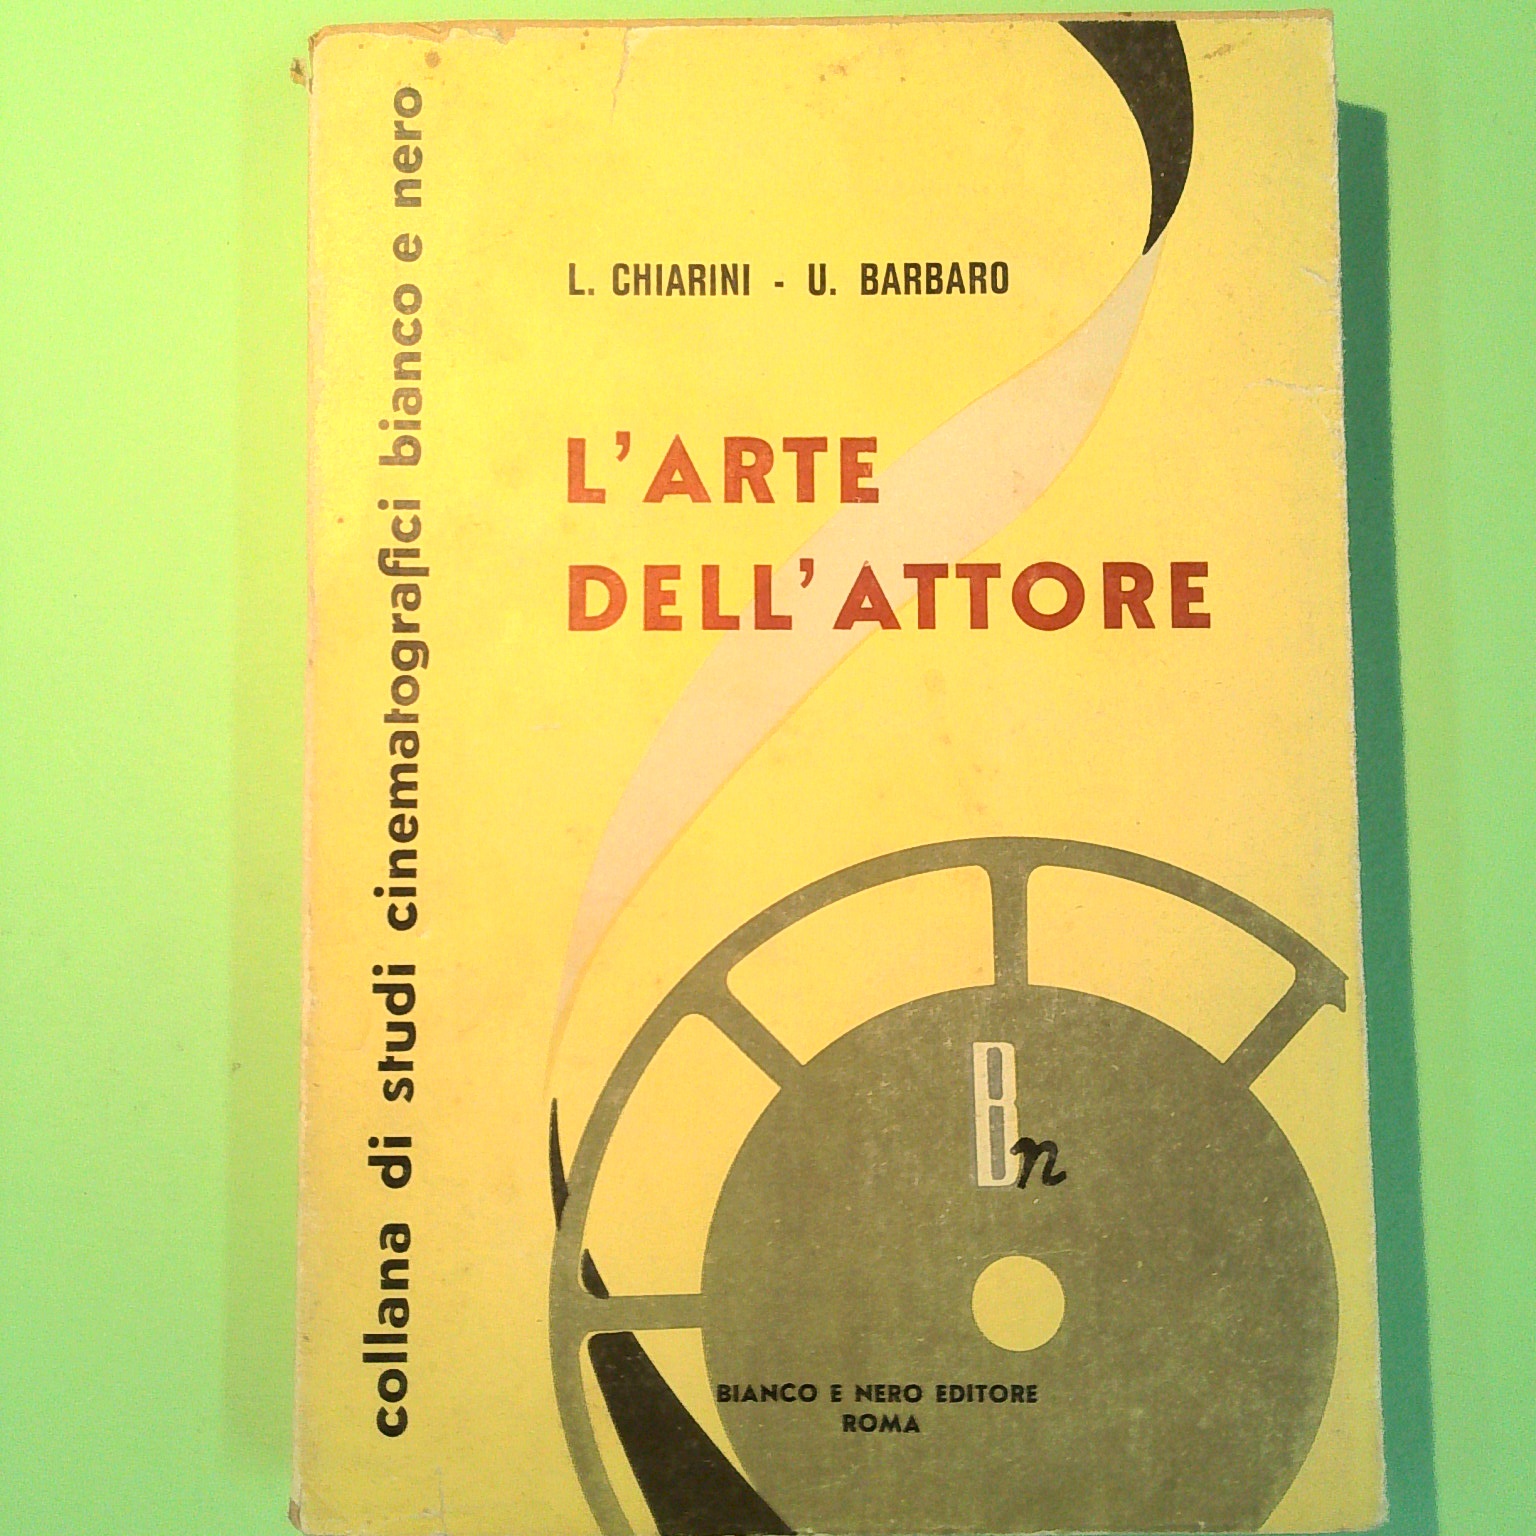 collana di studi cinematografici bianco e nero
L. CHIARINI - U. BARBARO
L'ARTE
DELL'ATTORE
Bn
BIANCO E NERO EDITORE
ROMA